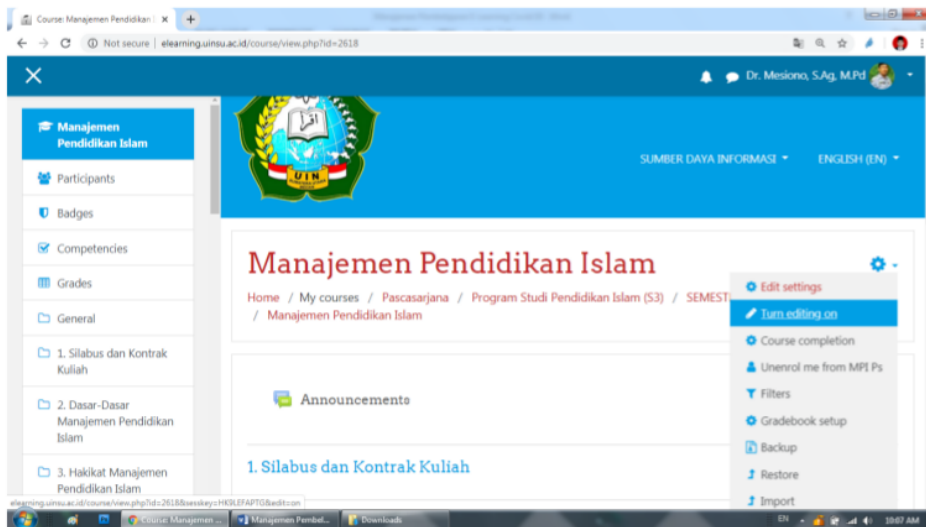 Course: Manajemen Pendidikan I
Not secure | elearning.uinsu.ac.id/course/view.php?id=2618
Dr. Mesiono, S.Ag, M.Pd
Manajemen
Pendidikan Islam
Participants
Badges
Competencies
Grades
General
1. Silabus dan Kontrak
Kuliah
2. Dasar-Dasar
Manajemen Pendidikan
Islam
3. Hakikat Manajemen
Pendidikan Islam
UIN
SUMBER DAYA INFORMASI
ENGLISH (EN)
Manajemen Pendidikan Islam
Home / My courses / Pascasarjana / Program Studi Pendidikan Islam (S3) / SEMEST
/ Manajemen Pendidikan Islam
Edit settings
Turn editing on
Course completion
Unenrol me from MPI Ps
Filters
Gradebook setup
Backup
Restore
Import
Announcements
1. Silabus dan Kontrak Kuliah
elearning.uinsu.ac.id/course/view.php?id=2618&sesskey=HK9LEFAPTG&edit=on
Course: Manajemen ...
Manajemen Pembel...
Downloads
EN
10:07 AM